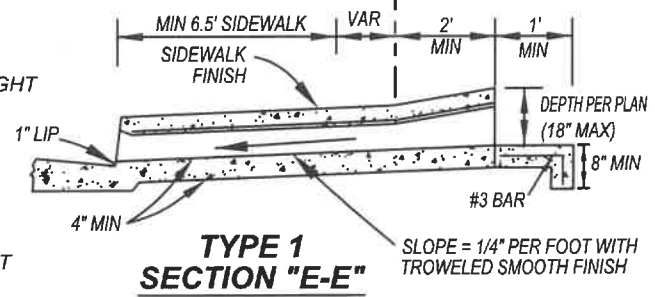 MIN 6.5' SIDEWALK
VAR
2'
MIN
1'
MIN
SIDEWALK
FINISH
GHT
1" LIP
DEPTH PER PLAN
(18" MAX)
8" MIN
#3 BAR
4" MIN
TYPE 1
SECTION "E-E"
SLOPE = 1/4" PER FOOT WITH
TROWELED SMOOTH FINISH
T